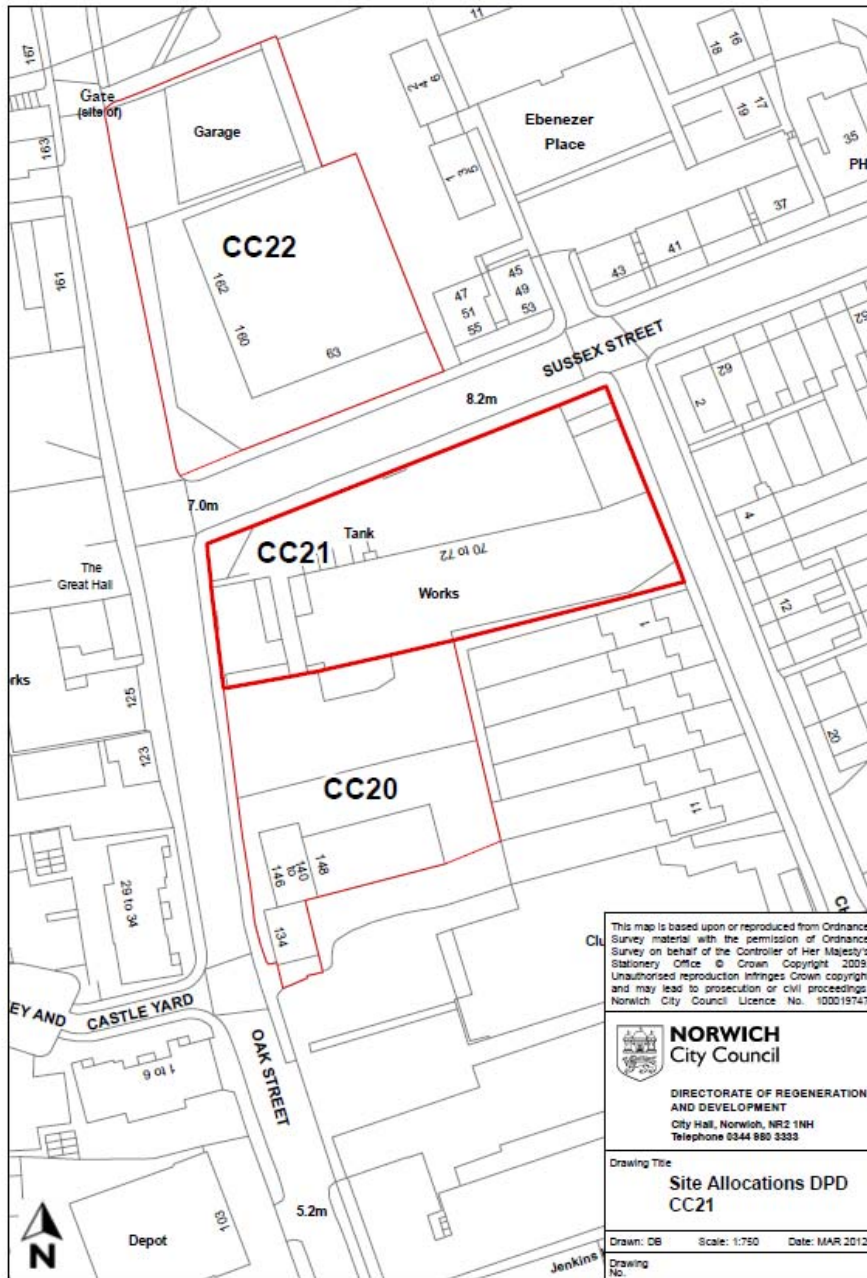 167
11
Gate
(site of)
Garage
2
4
6
18
16
Ebenezer
Place
19
17
35
PH
163
1
3
5
CC22
37
41
43
161
162
160
63
47
51
55
45
49
53
SUSSEX STREET
8.2m
62
2
52
7.0m
CC21
Tank
70 to 72
Works
The
Great Hall
4
12
1
rks
125
123
20
CC20
11
146
140
to
148
134
29 to 34
Clu
Ch
EY AND
CASTLE YARD
1 to 6
OAK STREET
5.2m
103
Depot
N
Jenkins
This map is based upon or reproduced from Ordnance
Survey material with the permission of Ordnance
Survey on behalf of the Controller of Her Majesty's
Stationery Office © Crown Copyright 2009.
Unauthorised reproduction infringes Crown copyright
and may lead to prosecution or civil proceedings.
Norwich City Council Licence No. 100019747
NORWICH
City Council
DIRECTORATE OF REGENERATION
AND DEVELOPMENT
City Hall, Norwich, NR2 1NH
Telephone 0344 980 3333
Drawing Title
Site Allocations DPD
CC21
Drawn: DB Scale: 1:750 Date: MAR 2012
Drawing
No.